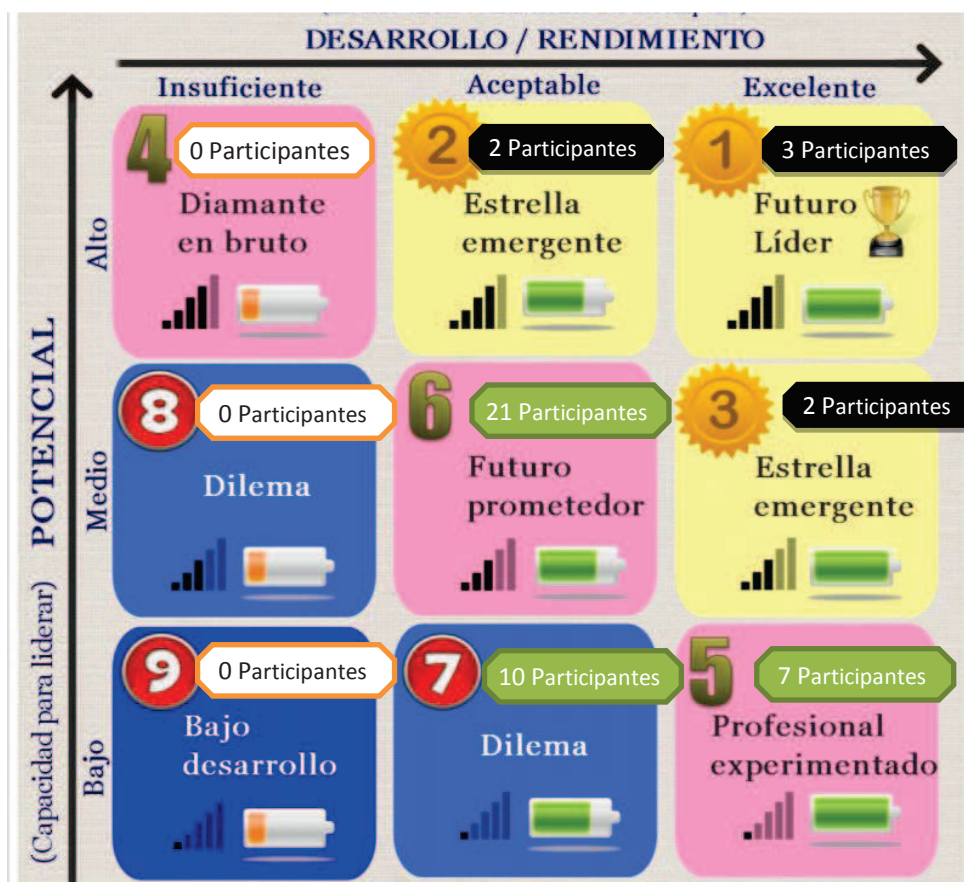 DESARROLLO / RENDIMIENTO
Insuficiente
Aceptable
Excelente
POTENCIAL
(Capacidad para liderar)
Alto
4
0 Participantes
Diamante
en bruto
2
2 Participantes
Estrella
emergente
1
3 Participantes
Futuro
Líder
Medio
8
0 Participantes
Dilema
6
21 Participantes
Futuro
prometedor
3
2 Participantes
Estrella
emergente
Bajo
9
0 Participantes
Bajo
desarrollo
7
10 Participantes
Dilema
5
7 Participantes
Profesional
experimentado